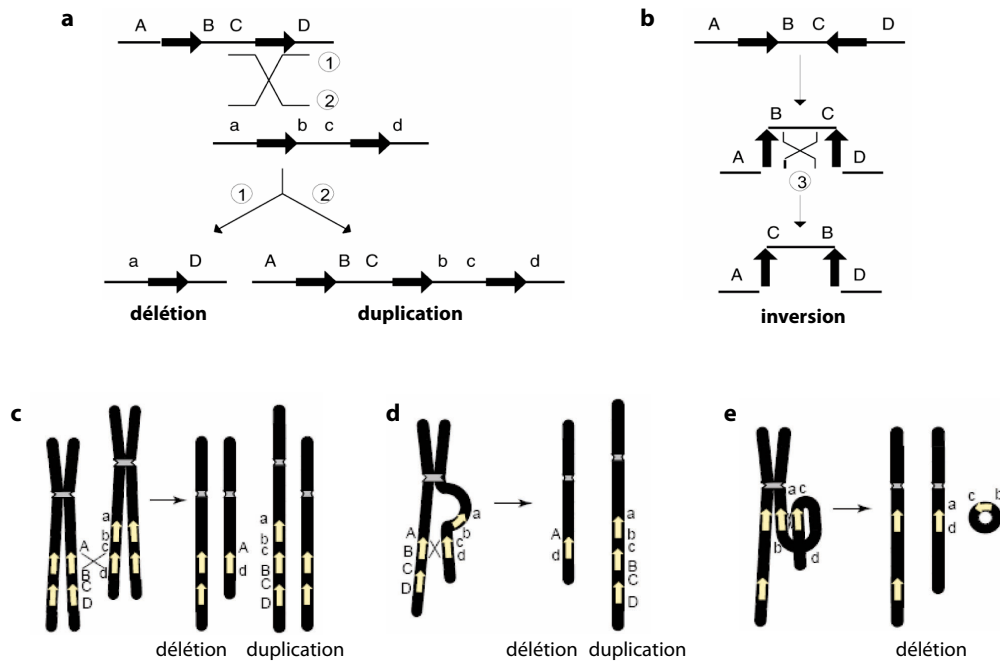 a
A B C D
1
2
a b c d
1 2
a D
A B C b c d
délétion duplication
b
A B C D
B C
A D
3
C B
A D
inversion
c
a
b
A c
B d
C
D
A
d
a
b
c
B
C
D
délétion duplication
d
a
A b
B c
C d
D
A
d
a
b
c
B
C
D
délétion duplication
e
a c
b
d
a
d
c b
délétion